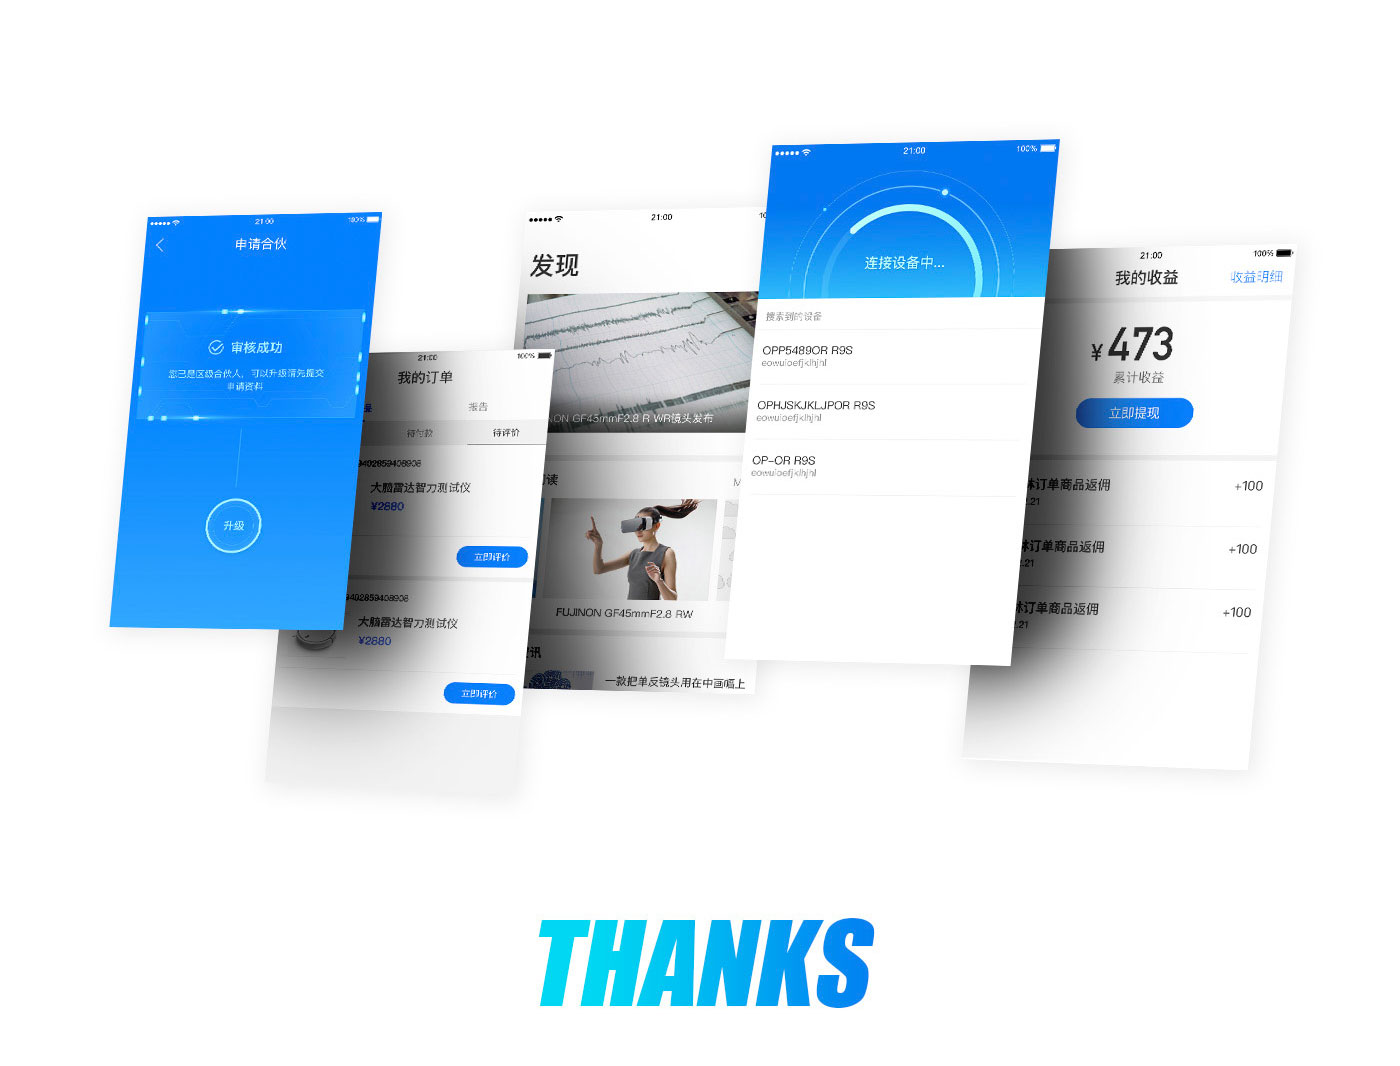 21:00
100%
申请合伙
审核成功
您已是区级合伙人，可以升级请先提交
申请资料
升级
21:00
100%
我的订单
报告
待付款
待评价
9402859408908
大脑雷达智力测试仪
¥2880
立即评价
9402859408908
大脑雷达智力测试仪
¥2880
立即评价
21:00
发现
NON GF45mmF2.8 R WR镜头发布
读
M
FUJINON GF45mmF2.8 RW
讯
一款把单反镜头用在中画幅上
21:00
100%
连接设备中...
搜索到的设备
OPP5489OR R9S
eowuioefjklhjnl
OPHJSKJKLJPOR R9S
eowuioefjklhjnl
OP-OR R9S
eowuioefjklhjnl
21:00
100%
我的收益
收益明细
¥473
累计收益
立即提现
订单商品返佣
+100
.21
订单商品返佣
+100
.21
订单商品返佣
+100
.21
THANKS